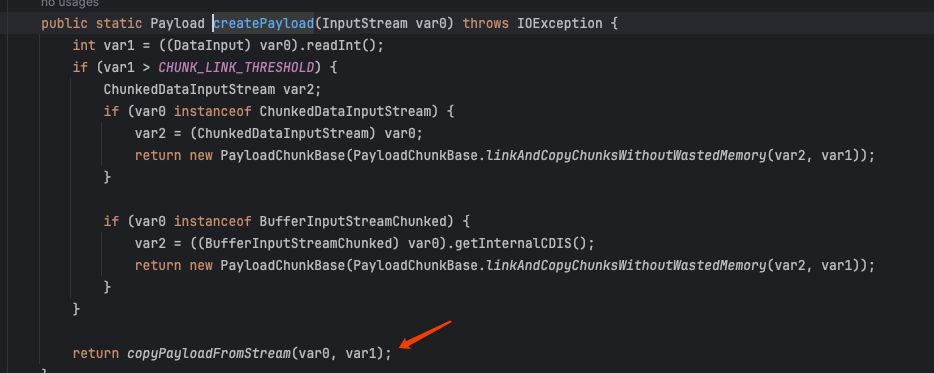 no usages
public static Payload createPayload(InputStream var0) throws IOException {
int var1 = ((DataInput) var0).readInt();
if (var1 > CHUNK_LINK_THRESHOLD) {
ChunkedDataInputStream var2;
if (var0 instanceof ChunkedDataInputStream) {
var2 = (ChunkedDataInputStream) var0;
return new PayloadChunkBase(PayloadChunkBase.linkAndCopyChunksWithoutWastedMemory(var2, var1));
}
if (var0 instanceof BufferInputStreamChunked) {
var2 = ((BufferInputStreamChunked) var0).getInternalCDIS();
return new PayloadChunkBase(PayloadChunkBase.linkAndCopyChunksWithoutWastedMemory(var2, var1));
}
}
return copyPayloadFromStream(var0, var1);
}